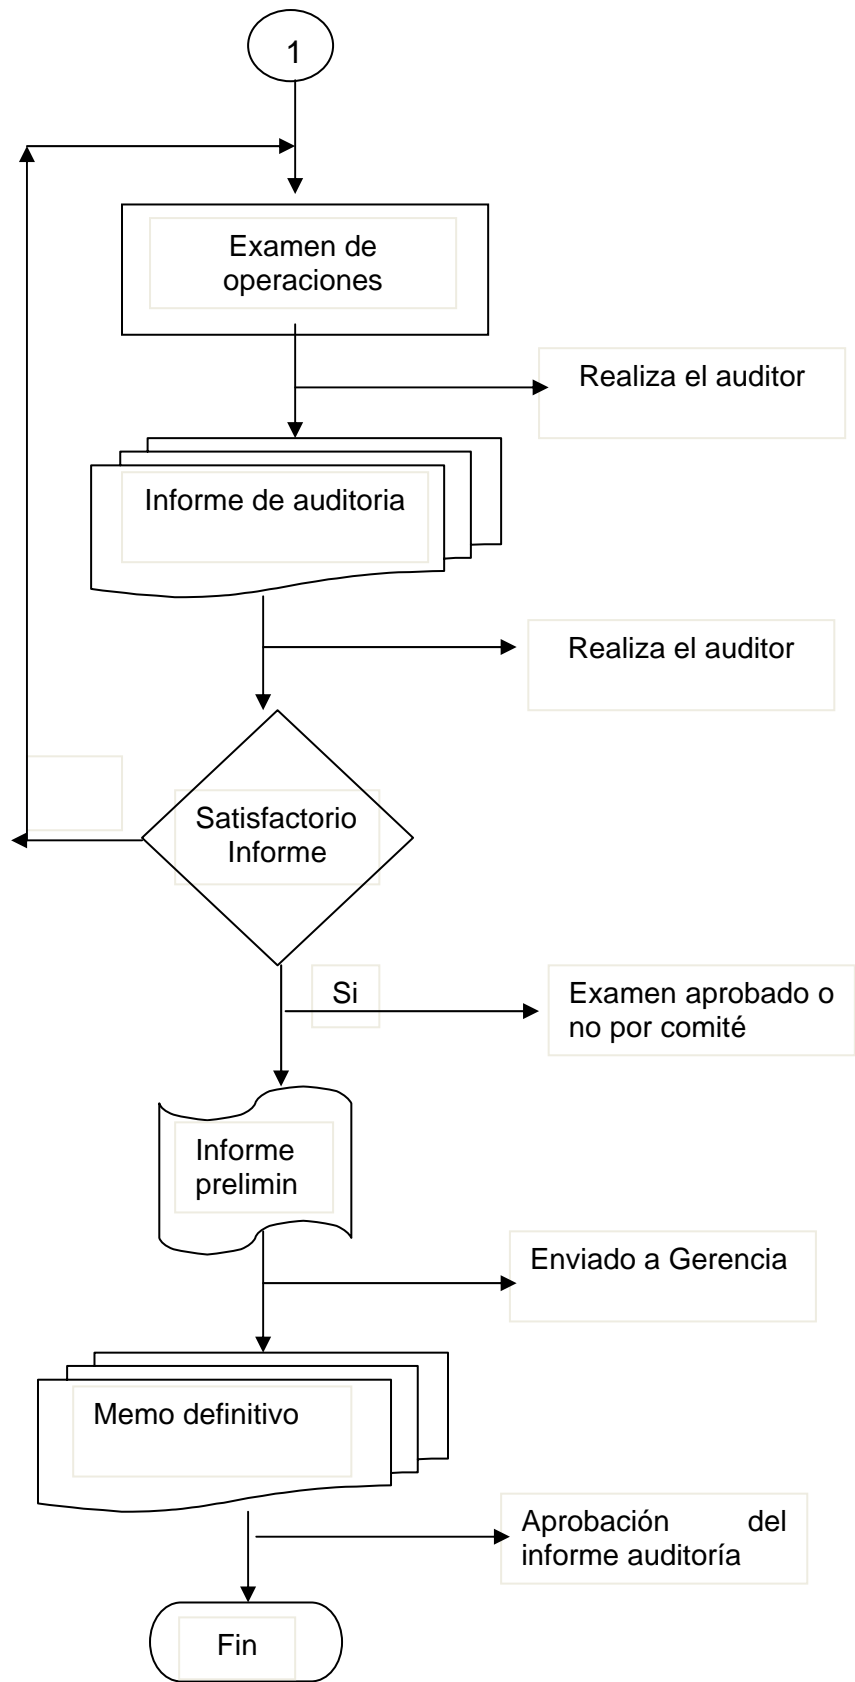 1
Examen de
operaciones
Realiza el auditor
Informe de auditoria
Realiza el auditor
Satisfactorio
Informe
Si
Examen aprobado o
no por comité
Informe
prelimin
Enviado a Gerencia
Memo definitivo
Aprobación del
informe auditoría
Fin